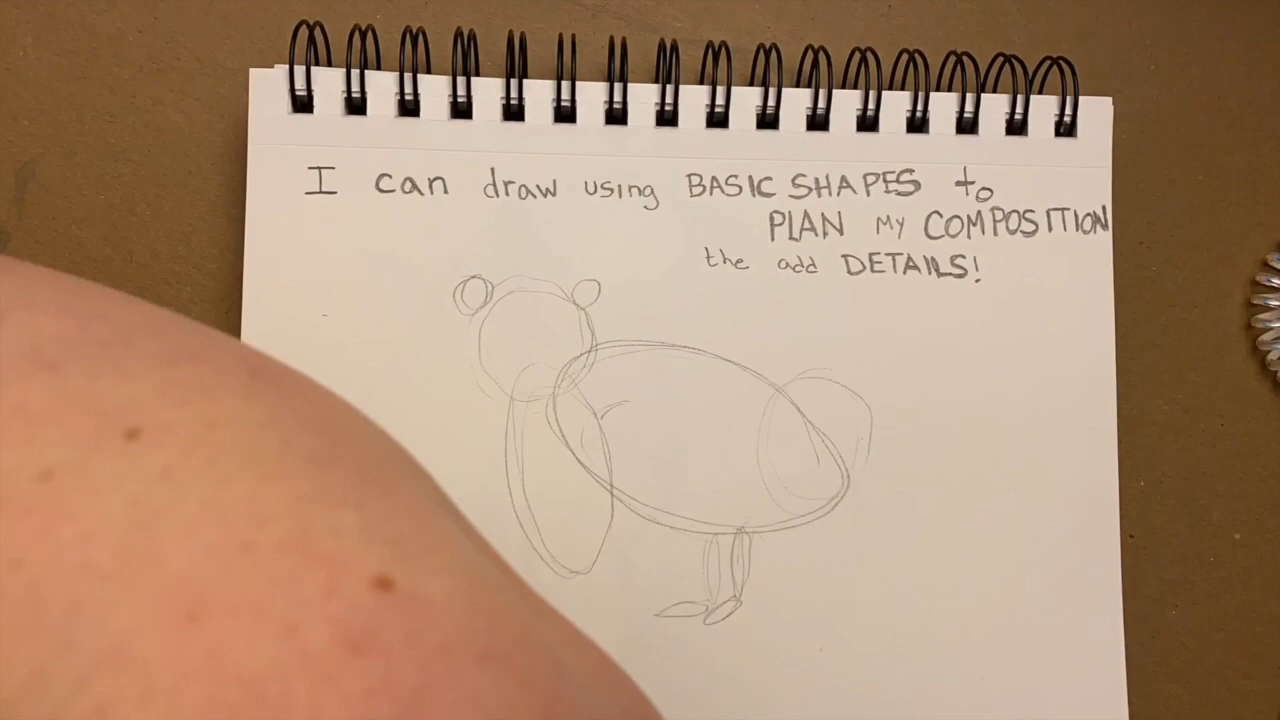 I can draw using BASIC SHAPES to
PLAN MY COMPOSITION
the add DETAILS!